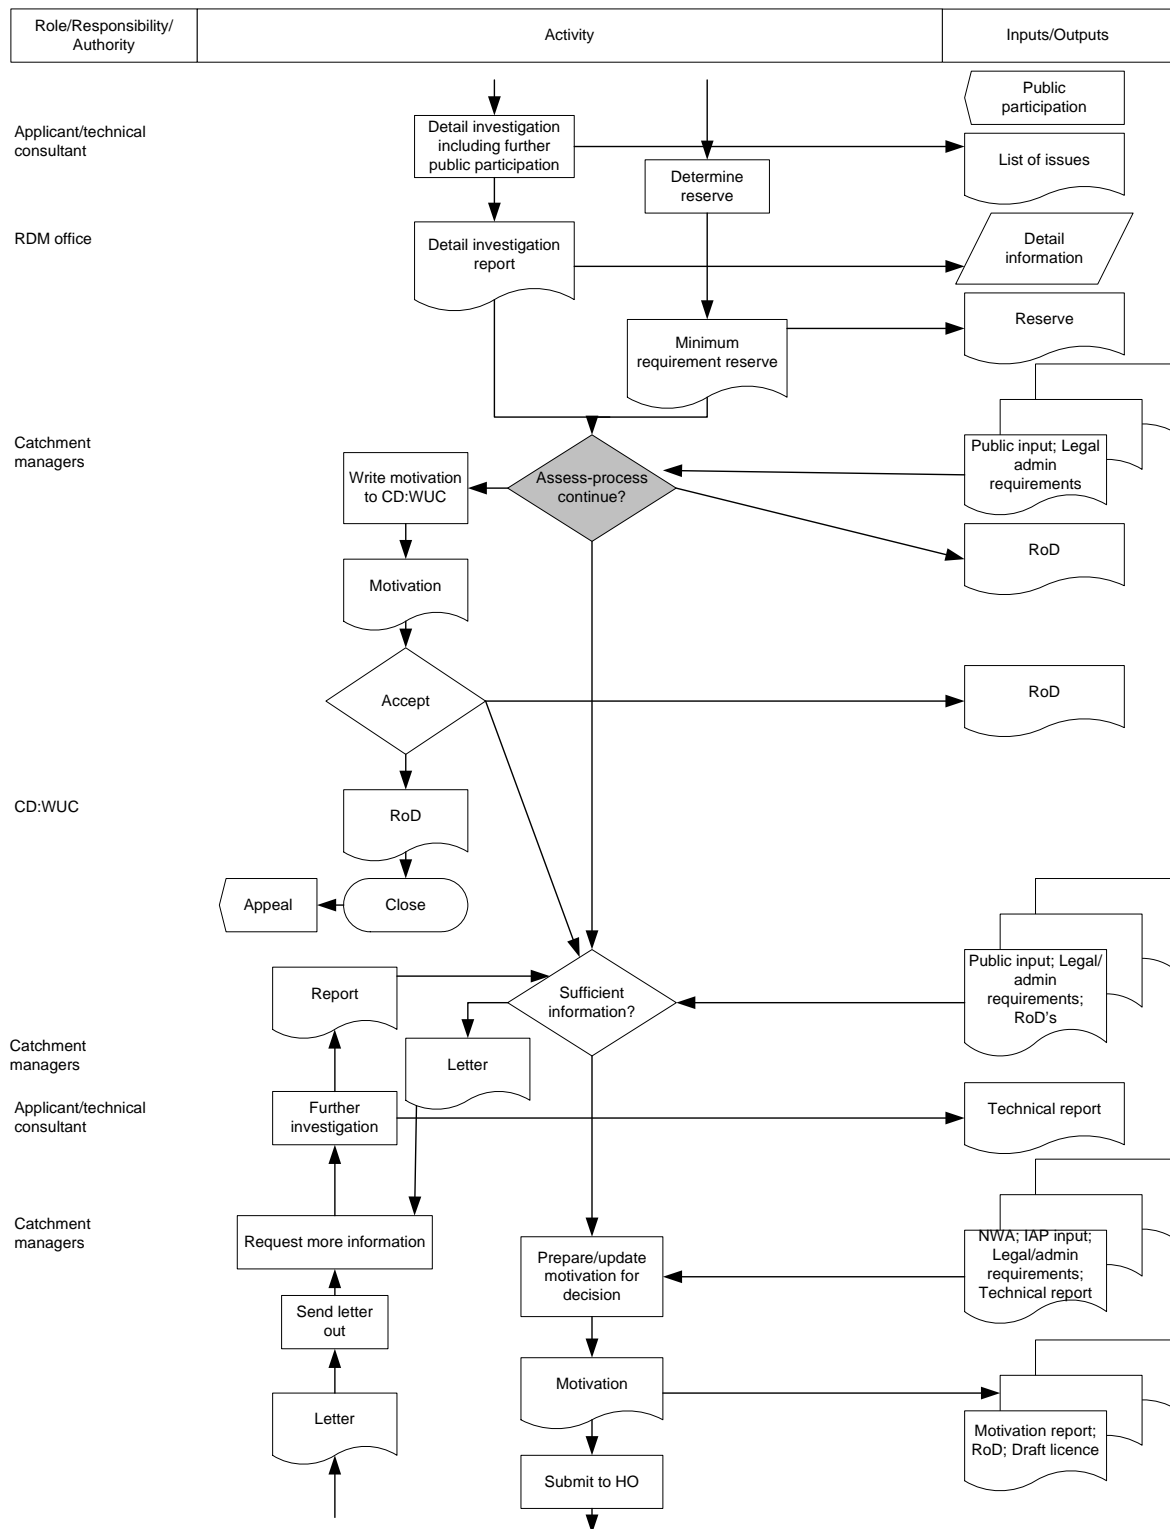 Role/Responsibility/
Authority
Activity
Inputs/Outputs
Public
participation
Applicant/technical
consultant
Detail investigation
including further
public participation
List of issues
Determine
reserve
RDM office
Detail investigation
report
Detail
information
Reserve
Minimum
requirement reserve
Catchment
managers
Write motivation
to CD:WUC
Assess-process
continue?
Public input; Legal
admin
requirements
RoD
Motivation
Accept
RoD
CD:WUC
RoD
Appeal
Close
Report
Sufficient
information?
Public input; Legal/
admin
requirements;
RoD's
Catchment
managers
Letter
Applicant/technical
consultant
Further
investigation
Technical report
Catchment
managers
Request more information
Prepare/update
motivation for
decision
NWA; IAP input;
Legal/admin
requirements;
Technical report
Send letter
out
Motivation
Letter
Motivation report;
RoD; Draft licence
Submit to HO